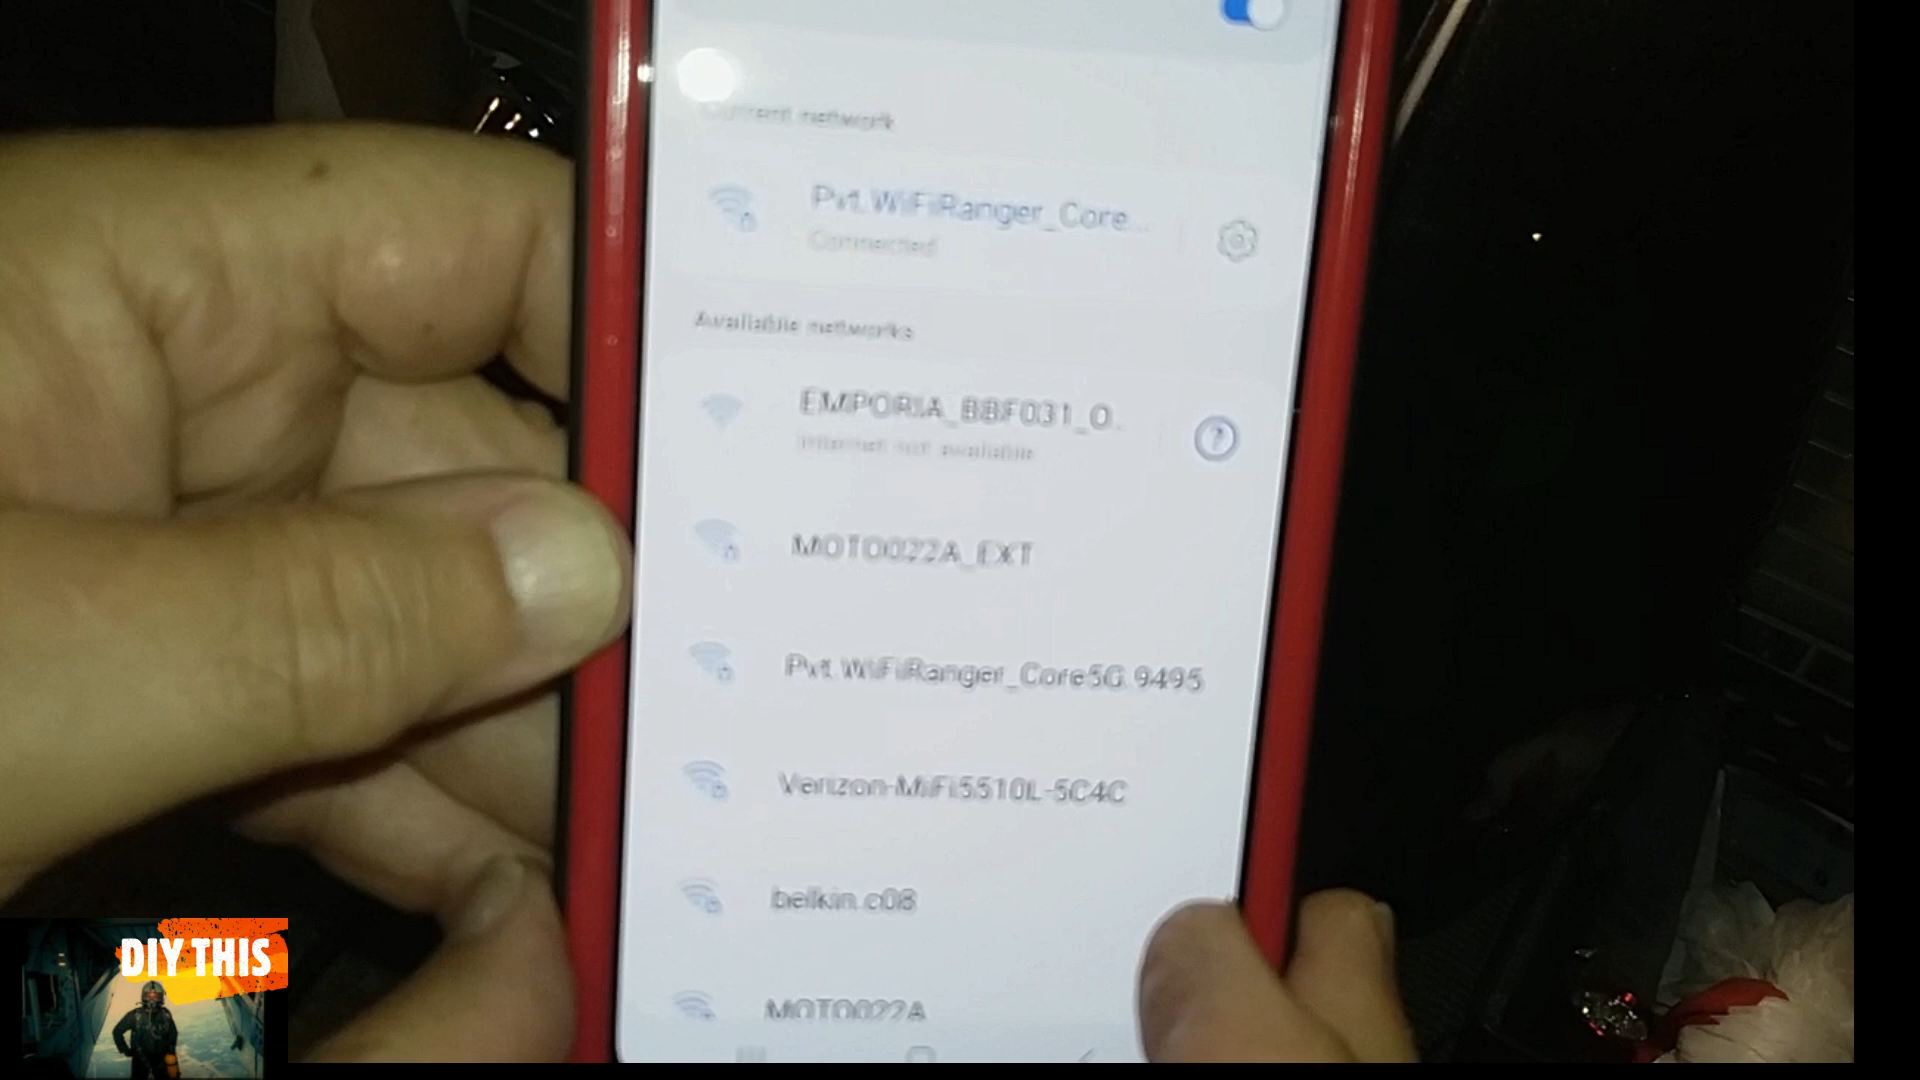 Current network
Pvt.WiFiRanger_Core...
Connected
Available networks
EMPORIA_BBF031_0..
Internet not available
MOTO022A_EXT
Pvt.WiFiRanger_Core5G.9495
Verizon-MiFi5510L-5C4C
belkin.c08
MOTO022A
DIY THIS